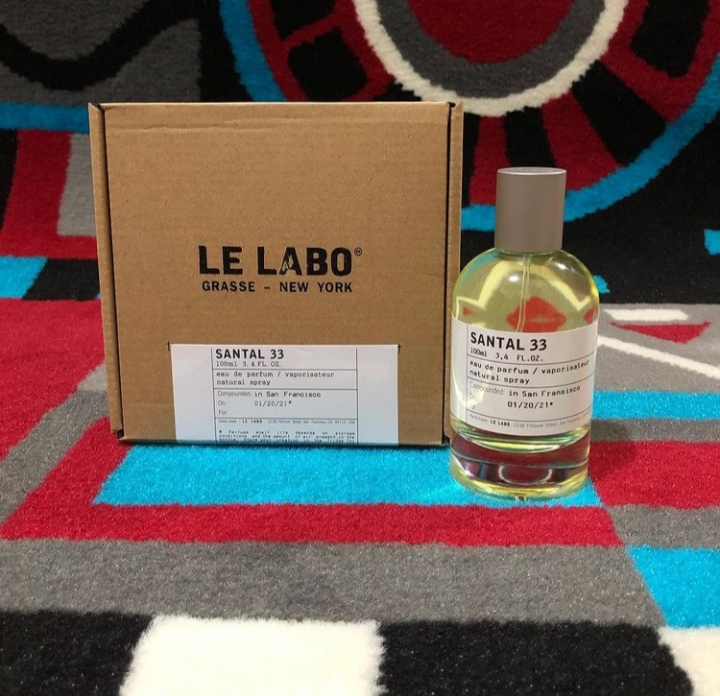 LE LABO®
GRASSE – NEW YORK
SANTAL 33
100ml 3.4 FL.OZ.
eau de parfum / vaporisateur
natural spray
Compounded: in San Francisco
On: 01/20/21*
For:
SANTAL 33
100ml 3,4 FL.OZ.
eau de parfum / vaporisateur
natural spray
Compounded: in San Fransisco
On: 01/20/21*
LE LABO